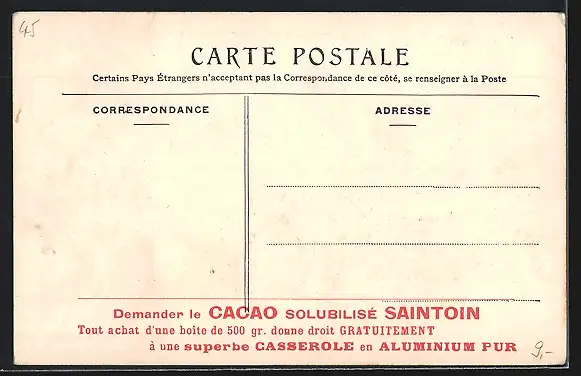 45
CARTE POSTALE
Certains Pays Étrangers n'acceptant pas la Correspondance de ce côté, se renseigner à la Poste
CORRESPONDANCE
ADRESSE
Demander le CACAO SOLUBILISÉ SAINTOIN
Tout achat d'une boîte de 500 gr. donne droit GRATUITEMENT
à une superbe CASSEROLE en ALUMINIUM PUR
9,-